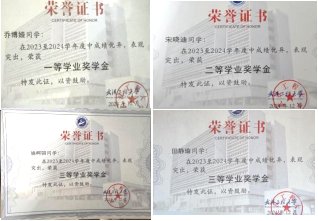 荣誉证书
CERTIFICATE OF HONOR
同学:
在2023至2024学年度中成绩优异、表现
突出,荣获
一等学业奖学金
特发此证,以资鼓励。
荣誉证书
CERTIFICATE OF HONOR
宋晓迪同学:
在2023至2024学年度中成绩优异、表现
突出,荣获
二等学业奖学金
特发此证,以资鼓励。
荣誉证书
CERTIFICATE OF HONOR
同学:
在2023至2024学年度中成绩优异、表现
突出,荣获
三等学业奖学金
特发此证,以资鼓励。
荣誉证书
CERTIFICATE OF HONOR
田静瑜同学:
在2023至2024学年度中成绩优异、表现
突出,荣获
三等学业奖学金
特发此证,以资鼓励。